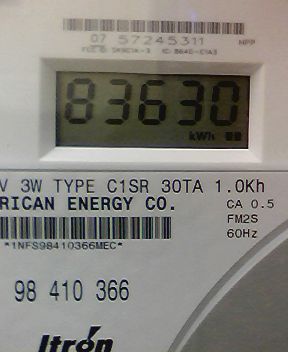 07 57245311
83630
kWh
V 3W TYPE C1SR 30TA 1.0Kh
RICAN ENERGY CO.
CA 0.5
FM2S
60Hz
*1NFS98410366MEC*
98 410 366
Itron